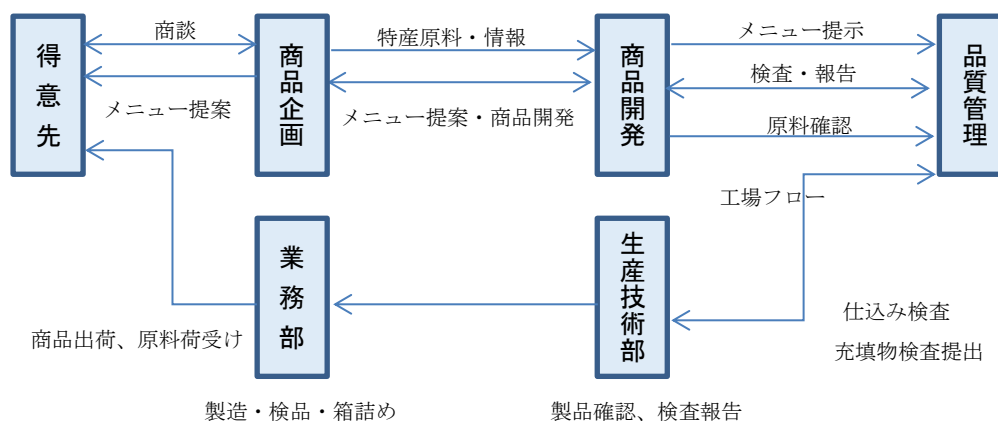 得意先
商談
メニュー提案
商品企画
特産原料・情報
メニュー提案・商品開発
商品開発
メニュー提示
検査・報告
原料確認
品質管理
工場フロー
業務部
生産技術部
商品出荷、原料荷受け
仕込み検査
充填物検査提出
製造・検品・箱詰め
製品確認、検査報告